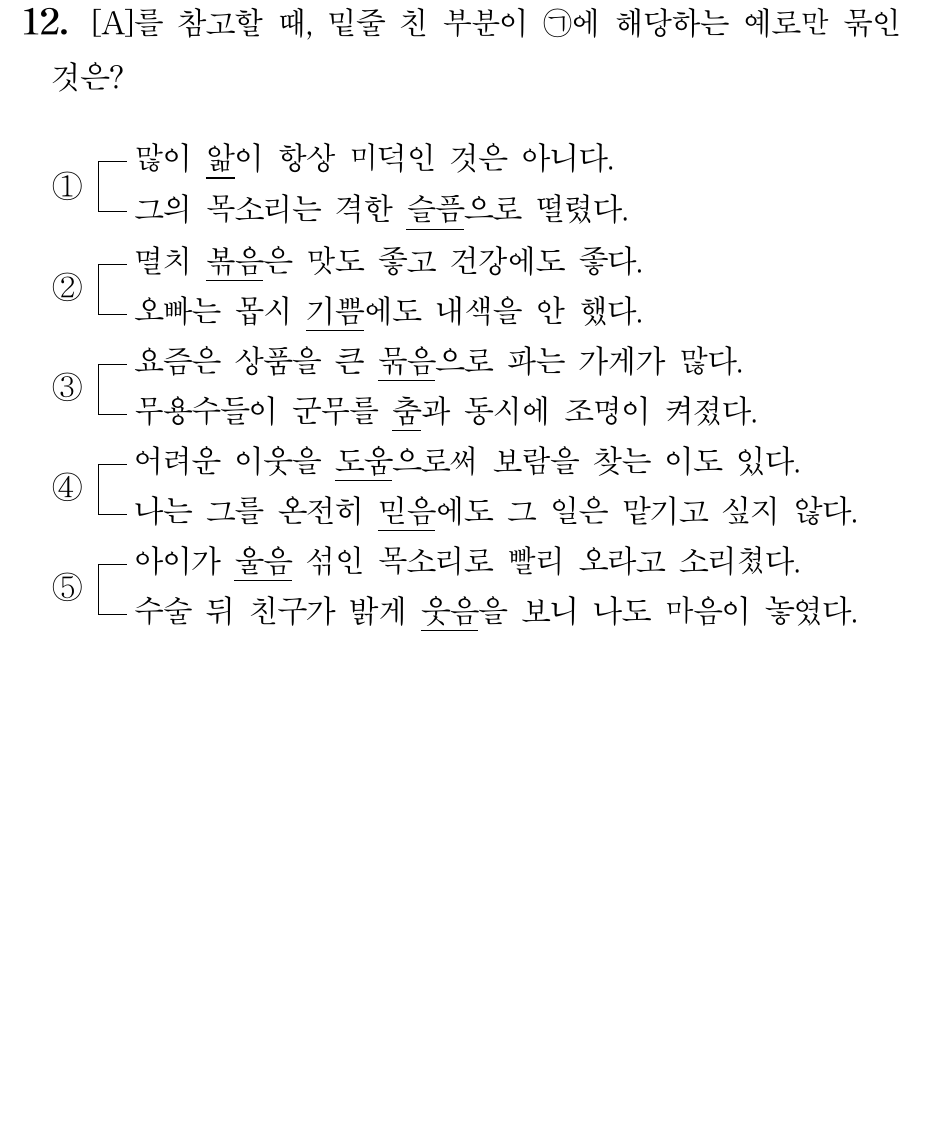 12. [A]를 참고할 때, 밑줄 친 부분이 ㉠에 해당하는 예로만 묶인
것은?
① 많이 앎이 항상 미덕인 것은 아니다.
그의 목소리는 격한 슬픔으로 떨렸다.
② 멸치 볶음은 맛도 좋고 건강에도 좋다.
오빠는 몹시 기쁨에도 내색을 안 했다.
③ 요즘은 상품을 큰 묶음으로 파는 가게가 많다.
무용수들이 군무를 춤과 동시에 조명이 켜졌다.
④ 어려운 이웃을 도움으로써 보람을 찾는 이도 있다.
나는 그를 온전히 믿음에도 그 일은 맡기고 싶지 않다.
⑤ 아이가 울음 섞인 목소리로 빨리 오라고 소리쳤다.
수술 뒤 친구가 밝게 웃음을 보니 나도 마음이 놓였다.